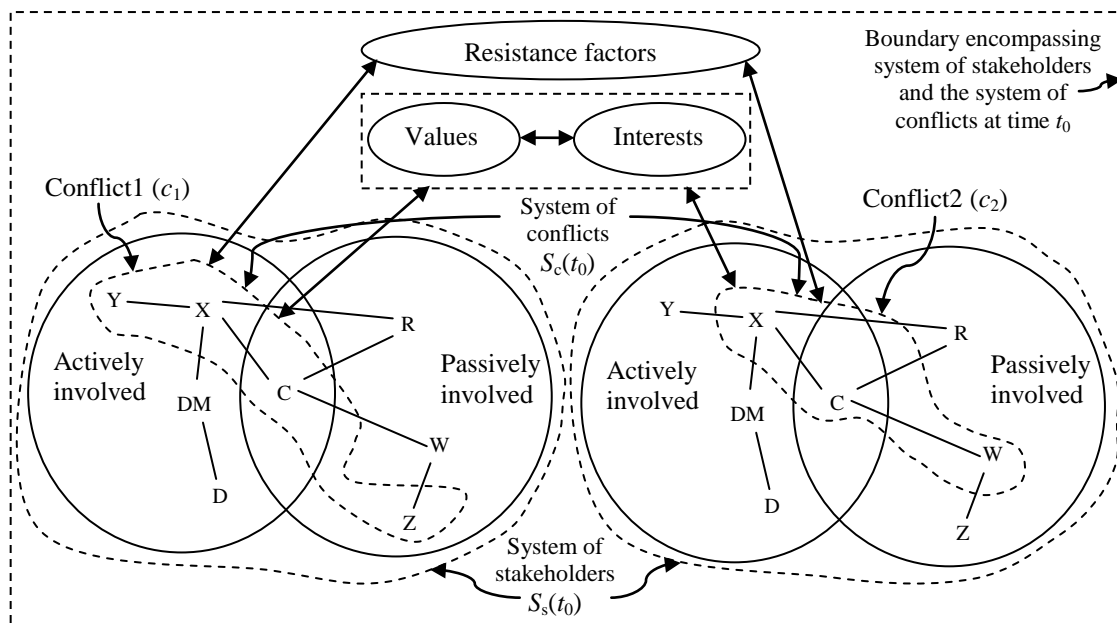 Resistance factors
Boundary encompassing
system of stakeholders
and the system of
conflicts at time t0
Values
Interests
Conflict1 (c1)
System of
conflicts
Sc(t0)
Conflict2 (c2)
Y
X
R
Actively
involved
Passively
involved
DM
C
W
D
Z
Y
X
R
Actively
involved
Passively
involved
DM
C
W
D
Z
System of
stakeholders
Ss(t0)